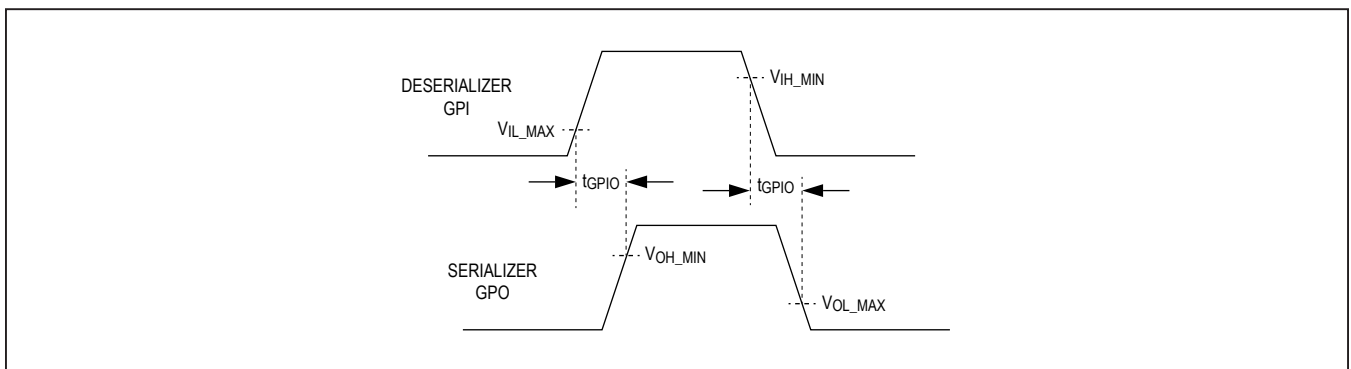 DESERIALIZER
GPI
VIH_MIN
VIL_MAX
tGPIO
tGPIO
SERIALIZER
GPO
VOH_MIN
VOL_MAX